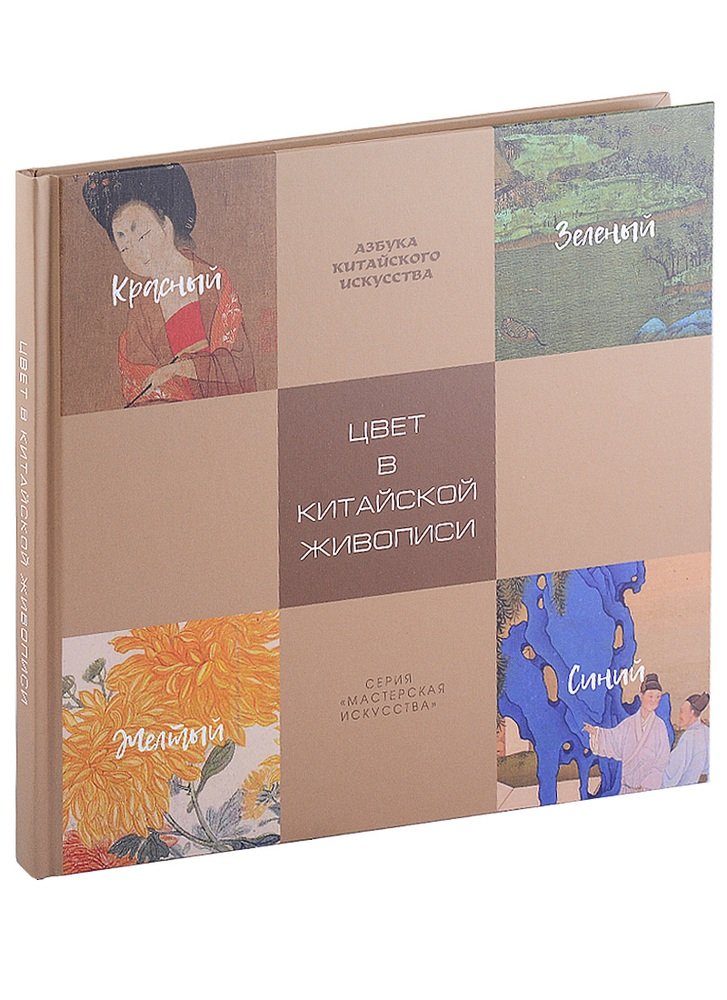 Красный
АЗБУКА
КИТАЙСКОГО
ИСКУССТВА
Зеленый
ЦВЕТ
В
КИТАЙСКОЙ
ЖИВОПИСИ
Желтый
СЕРИЯ
«МАСТЕРСКАЯ
ИСКУССТВА»
Синий
ЦВЕТ В КИТАЙСКОЙ ЖИВОПИСИ